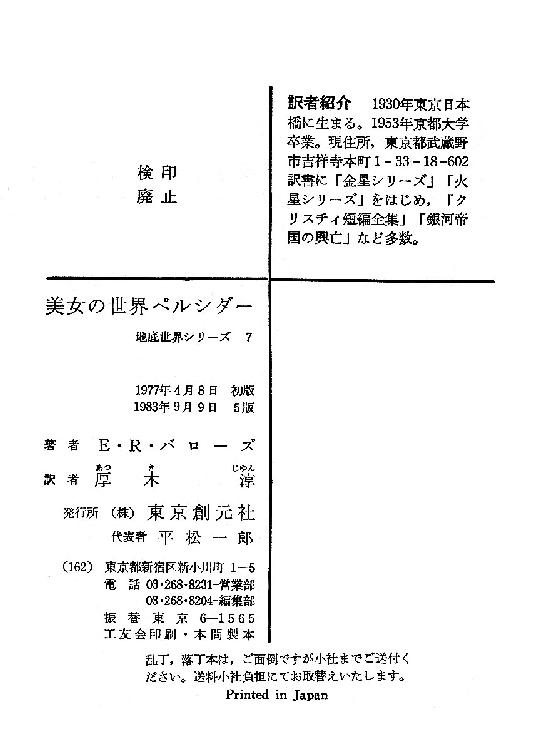 検印
廃止
訳者紹介　1930年東京日本
橋に生まる。1953年京都大学
卒業。現住所，東京都武蔵野
市吉祥寺本町1-33-18-602
訳書に「金星シリーズ」「火
星シリーズ」をはじめ，「ク
リスティ短編全集」「銀河帝
国の興亡」など多数。
美女の世界ペルシダー
地底世界シリーズ　7
1977年4月8日　初版
1983年9月9日　5版
著者　E・R・バローズ
あつ　き　じゅん
訳者　厚木　淳
発行所　(株)　東京創元社
代表者　平松一郎
(162)　東京都新宿区新小川町1-5
電話　03・268・8231-営業部
03・268・8204-編集部
振替　東京　6—1565
工友会印刷・本間製本
乱丁，落丁本は，ご面倒ですが小社までご送付く
ださい。送料小社負担にてお取替えいたします。
Printed in Japan